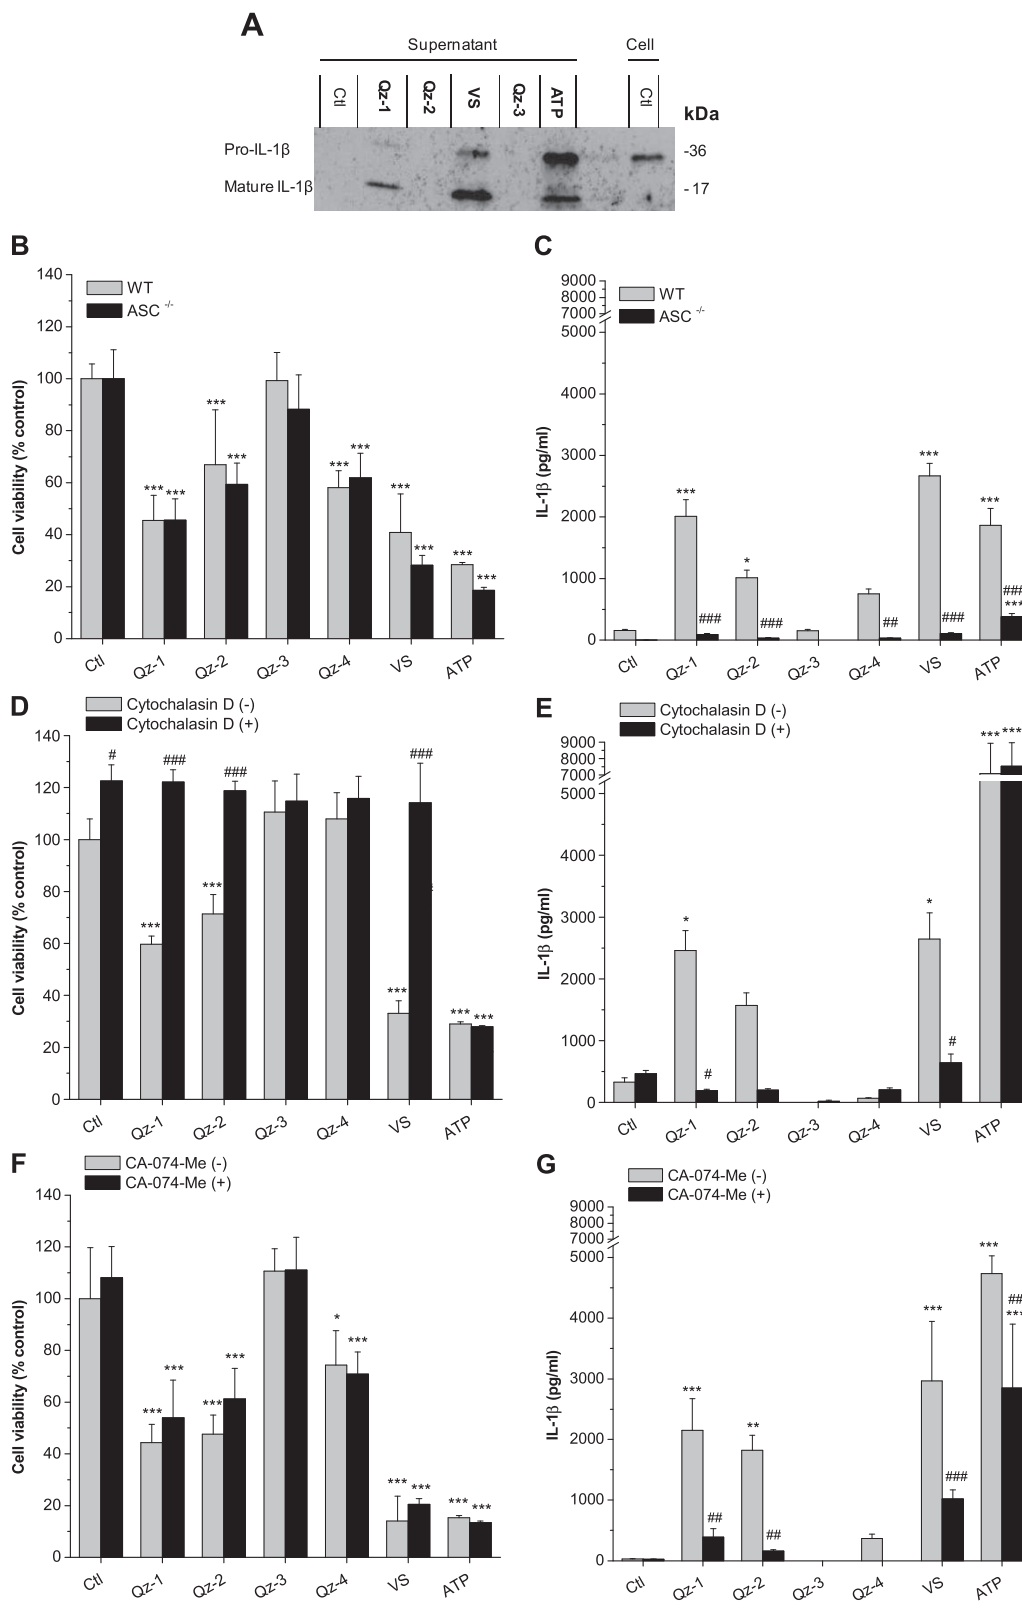 A
Supernatant Cell
Ctl Qz-1 Qz-2 VS Qz-3 ATP Ctl kDa
Pro-IL-1β -36
Mature IL-1β -17
B
140
120
100
80
60
40
20
0
Cell viability (% control)
WT
ASC -/-
*** *** *** *** *** *** *** *** *** ***
Ctl Qz-1 Qz-2 Qz-3 Qz-4 VS ATP
C
9000
8000
7000
5000
4000
3000
2000
1000
0
IL-1β (pg/ml)
WT
ASC -/-
*** ### * ### ## *** ### *** ### ***
Ctl Qz-1 Qz-2 Qz-3 Qz-4 VS ATP
D
Cytochalasin D (-)
Cytochalasin D (+)
140
120
100
80
60
40
20
0
Cell viability (% control)
# *** ### *** ### *** ### *** ***
Ctl Qz-1 Qz-2 Qz-3 Qz-4 VS ATP
E
Cytochalasin D (-)
Cytochalasin D (+)
9000
8000
7000
5000
4000
3000
2000
1000
0
IL-1β (pg/ml)
* # * # *** ***
Ctl Qz-1 Qz-2 Qz-3 Qz-4 VS ATP
F
CA-074-Me (-)
CA-074-Me (+)
140
120
100
80
60
40
20
0
Cell viability (% control)
*** *** *** *** * *** *** *** *** ***
Ctl Qz-1 Qz-2 Qz-3 Qz-4 VS ATP
G
CA-074-Me (-)
CA-074-Me (+)
9000
8000
7000
5000
4000
3000
2000
1000
0
IL-1β (pg/ml)
*** ## ** ## *** ### *** ## ***
Ctl Qz-1 Qz-2 Qz-3 Qz-4 VS ATP